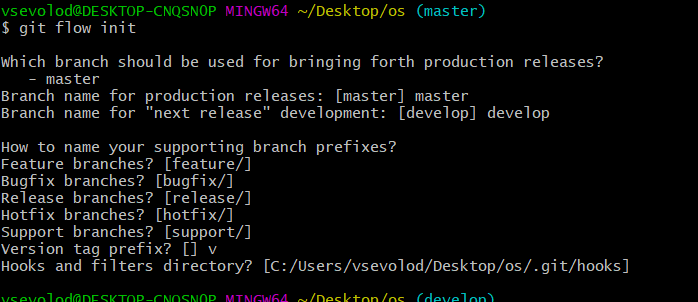 vsevolod@DESKTOP-CNQSNOP MINGW64 ~/Desktop/os (master)
$ git flow init
Which branch should be used for bringing forth production releases?
- master
Branch name for production releases: [master] master
Branch name for "next release" development: [develop] develop
How to name your supporting branch prefixes?
Feature branches? [feature/]
Bugfix branches? [bugfix/]
Release branches? [release/]
Hotfix branches? [hotfix/]
Support branches? [support/]
Version tag prefix? [] v
Hooks and filters directory? [C:/Users/vsevolod/Desktop/os/.git/hooks]
vsevolod@DESKTOP-CNQSNOP MINGW64 ~/Desktop/os (develop)